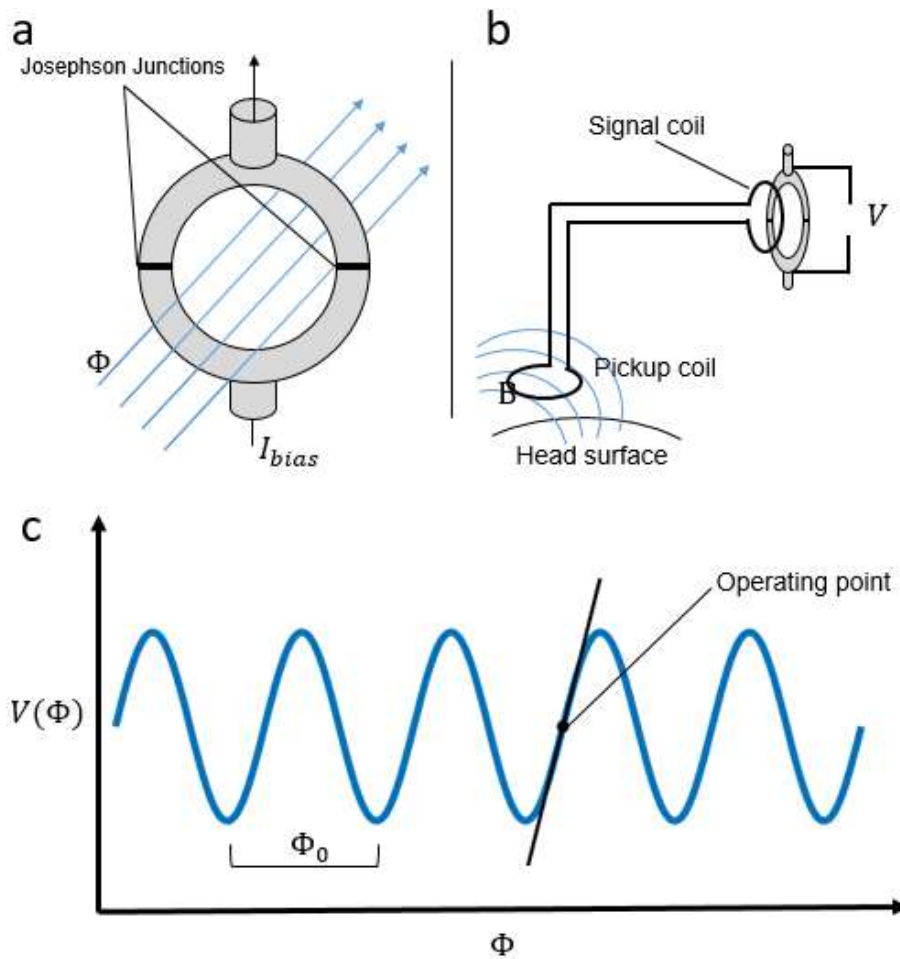 a
Josephson Junctions
Φ
I_bias
b
Signal coil
V
Pickup coil
B
Head surface
c
Operating point
V(Φ)
Φ₀
Φ